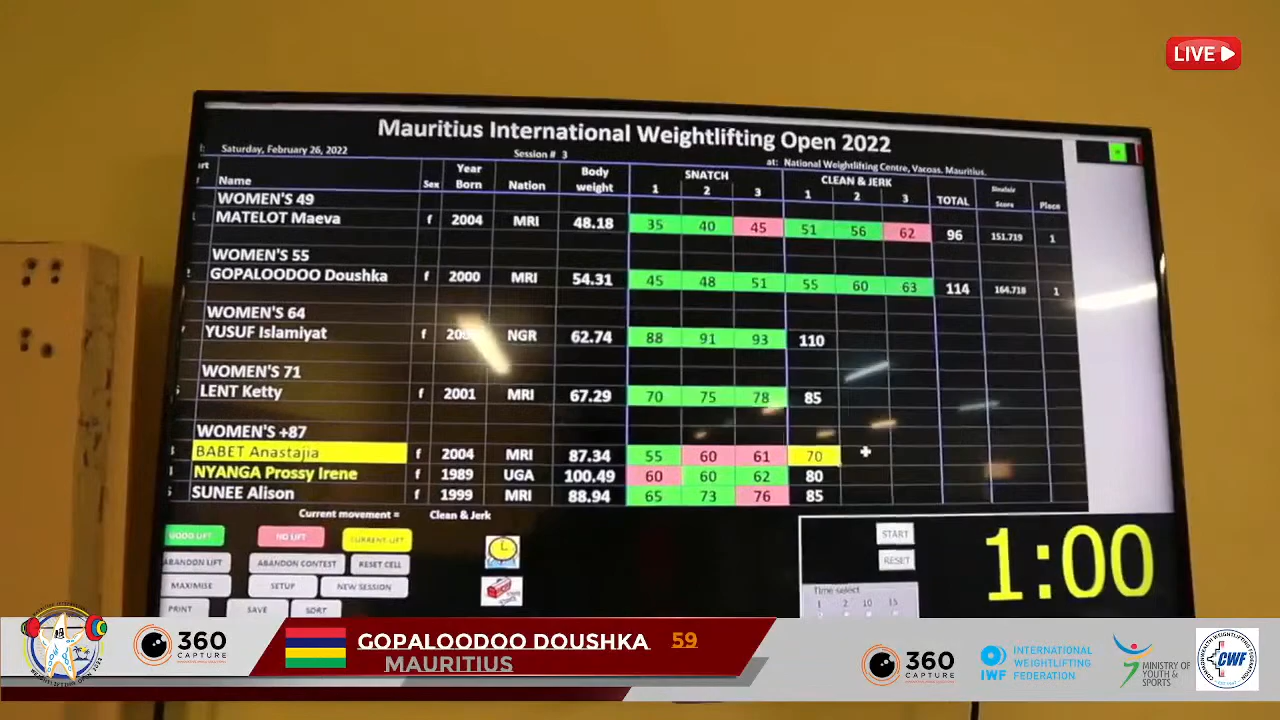 LIVE
Mauritius International Weightlifting Open 2022
Saturday, February 26, 2022 Session # 3 at: National Weightlifting Centre, Vacoas. Mauritius.
Name Sex Year Born Nation Body weight SNATCH 1 2 3 CLEAN & JERK 1 2 3 TOTAL Sinclair Score Place
WOMEN'S 49
MATELOT Maeva f 2004 MRI 48.18 35 40 45 51 56 62 96 151.719 1
WOMEN'S 55
GOPALOODOO Doushka f 2000 MRI 54.31 45 48 51 55 60 63 114 164.718 1
WOMEN'S 64
YUSUF Islamiyat f NGR 62.74 88 91 93 110
WOMEN'S 71
LENT Ketty f 2001 MRI 67.29 70 75 78 85
WOMEN'S +87
BABET Anastajia f 2004 MRI 87.34 55 60 61 70
NYANGA Prossy Irene f 1989 UGA 100.49 60 60 62 80
SUNEE Alison f 1999 MRI 88.94 65 73 76 85
Current movement = Clean & Jerk
GOOD LIFT NO LIFT CURRENT LIFT START
ABANDON LIFT ABANDON CONTEST RESET CELL RESET
1:00
MAXIMISE SETUP NEW SESSION Time select
PRINT SAVE SORT 1 2 10 15
360 CAPTURE
GOPALOODOO DOUSHKA 59
MAURITIUS
360 CAPTURE
IWF INTERNATIONAL WEIGHTLIFTING FEDERATION
MINISTRY OF YOUTH & SPORTS
CWF